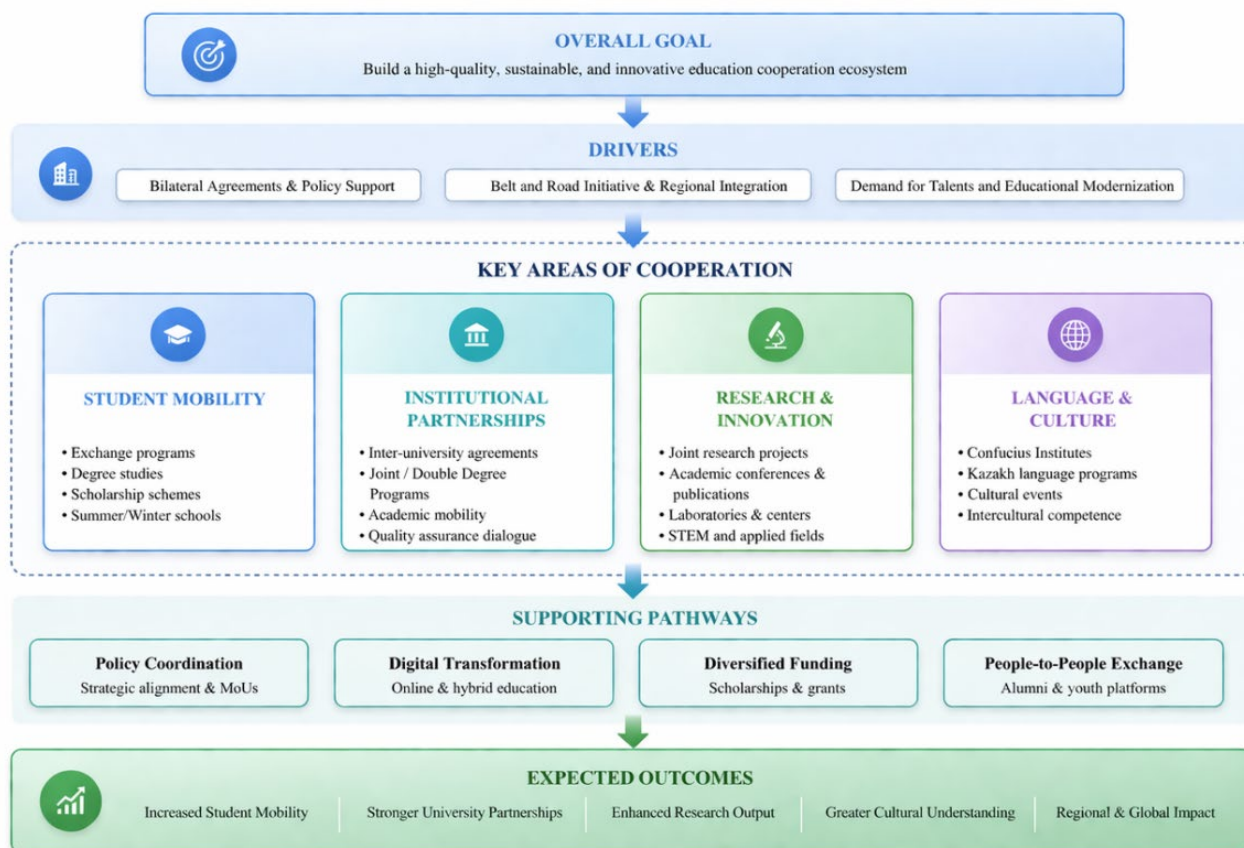 OVERALL GOAL
Build a high-quality, sustainable, and innovative education cooperation ecosystem
DRIVERS
Bilateral Agreements & Policy Support
Belt and Road Initiative & Regional Integration
Demand for Talents and Educational Modernization
KEY AREAS OF COOPERATION
STUDENT MOBILITY
• Exchange programs
• Degree studies
• Scholarship schemes
• Summer/Winter schools
INSTITUTIONAL
PARTNERSHIPS
• Inter-university agreements
• Joint / Double Degree
Programs
• Academic mobility
• Quality assurance dialogue
RESEARCH &
INNOVATION
• Joint research projects
• Academic conferences &
publications
• Laboratories & centers
• STEM and applied fields
LANGUAGE &
CULTURE
• Confucius Institutes
• Kazakh language programs
• Cultural events
• Intercultural competence
SUPPORTING PATHWAYS
Policy Coordination
Strategic alignment & MoUs
Digital Transformation
Online & hybrid education
Diversified Funding
Scholarships & grants
People-to-People Exchange
Alumni & youth platforms
EXPECTED OUTCOMES
Increased Student Mobility
Stronger University Partnerships
Enhanced Research Output
Greater Cultural Understanding
Regional & Global Impact